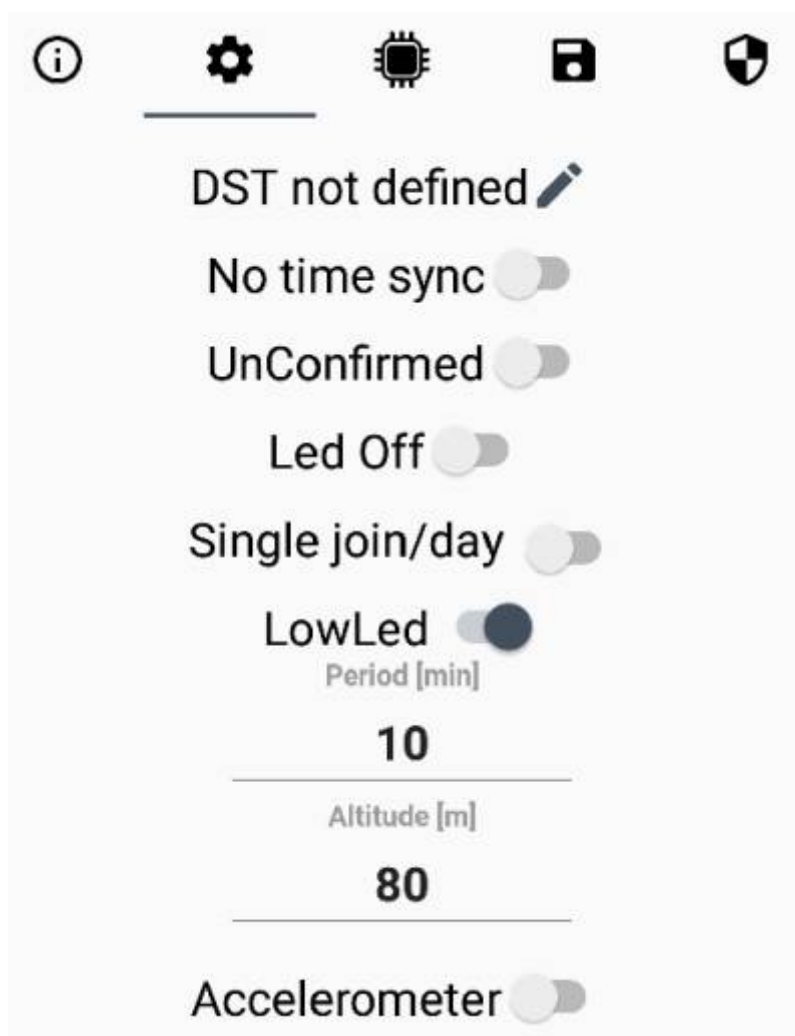 DST not defined
No time sync
UnConfirmed
Led Off
Single join/day
LowLed
Period [min]
10
Altitude [m]
80
Accelerometer